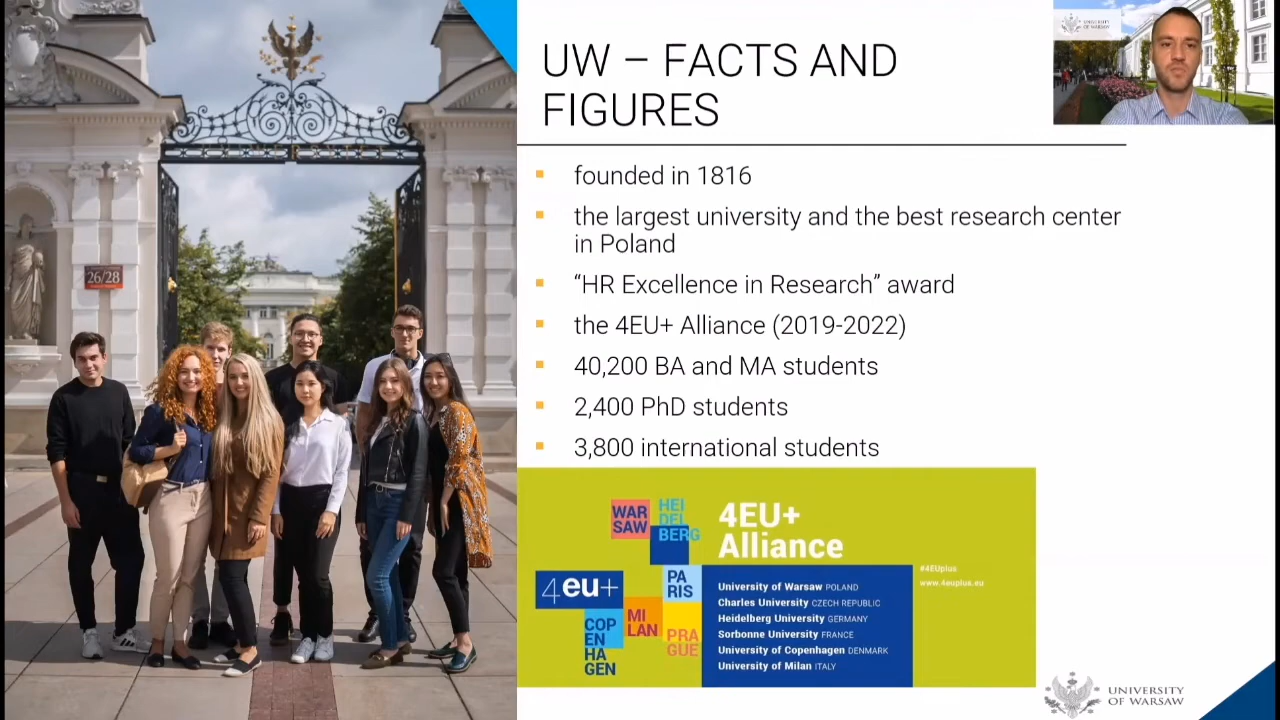 UW – FACTS AND
FIGURES
founded in 1816
the largest university and the best research center
in Poland
“HR Excellence in Research” award
the 4EU+ Alliance (2019-2022)
40,200 BA and MA students
2,400 PhD students
3,800 international students
WAR
SAW
HEI
DEL
BERG
4eu+
PA
RIS
COP
EN
HA
GEN
MI
LAN
PRA
GUE
4EU+
Alliance
University of Warsaw POLAND
Charles University CZECH REPUBLIC
Heidelberg University GERMANY
Sorbonne University FRANCE
University of Copenhagen DENMARK
University of Milan ITALY
#4EUplus
www.4euplus.eu
UNIVERSITY
OF WARSAW
26/28
UNIVERSITY
OF WARSAW